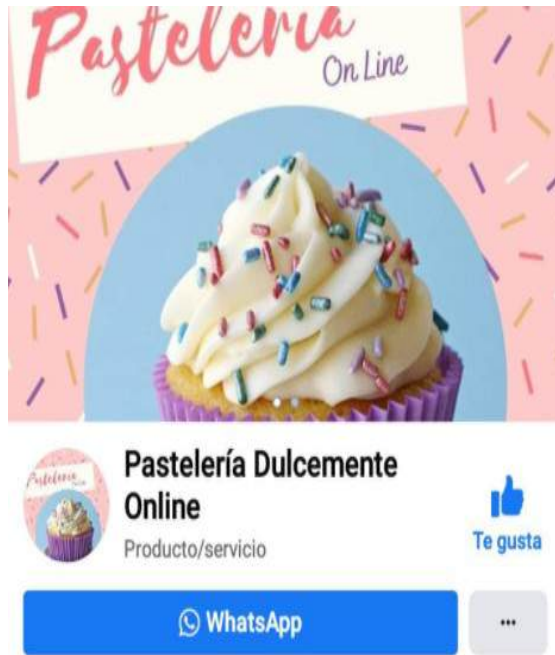 Pastelería
On Line
Pastelería Dulcemente
Online
Producto/servicio
Te gusta
WhatsApp